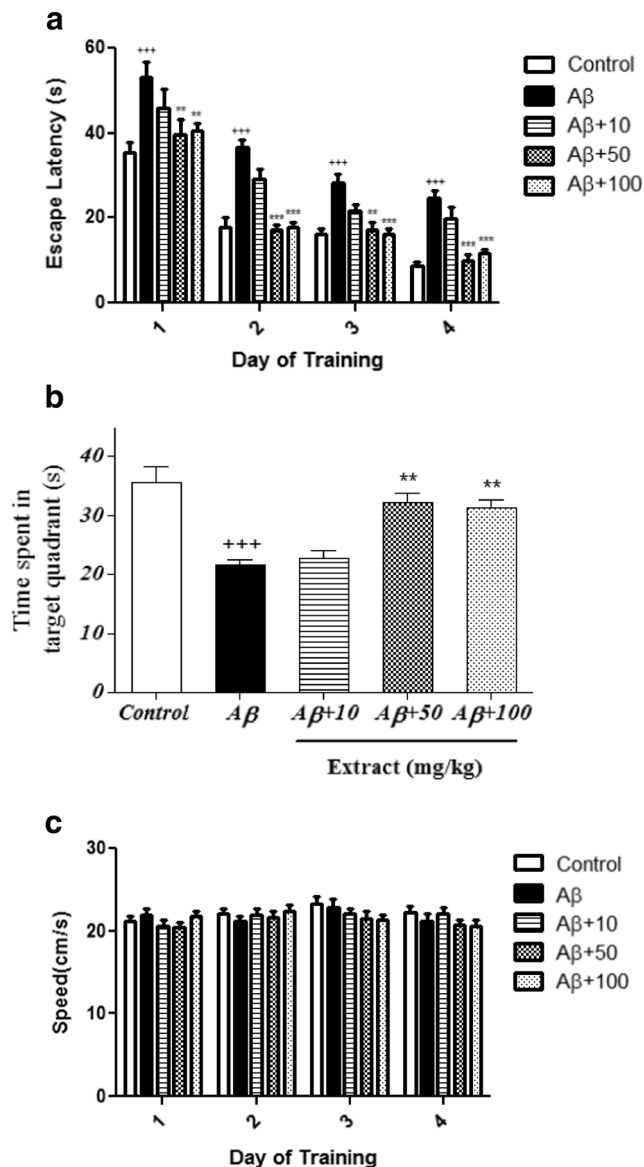 a
Escape Latency (s)
60
40
20
0
+++
**
**
+++
***
***
+++
**
***
+++
***
***
1
2
3
4
Day of Training
Control
Aβ
Aβ+10
Aβ+50
Aβ+100
b
Time spent in
target quadrant (s)
40
30
20
10
0
+++
**
**
Control
Aβ
Aβ+10
Aβ+50
Aβ+100
Extract (mg/kg)
c
Speed(cm/s)
30
20
10
0
1
2
3
4
Day of Training
Control
Aβ
Aβ+10
Aβ+50
Aβ+100